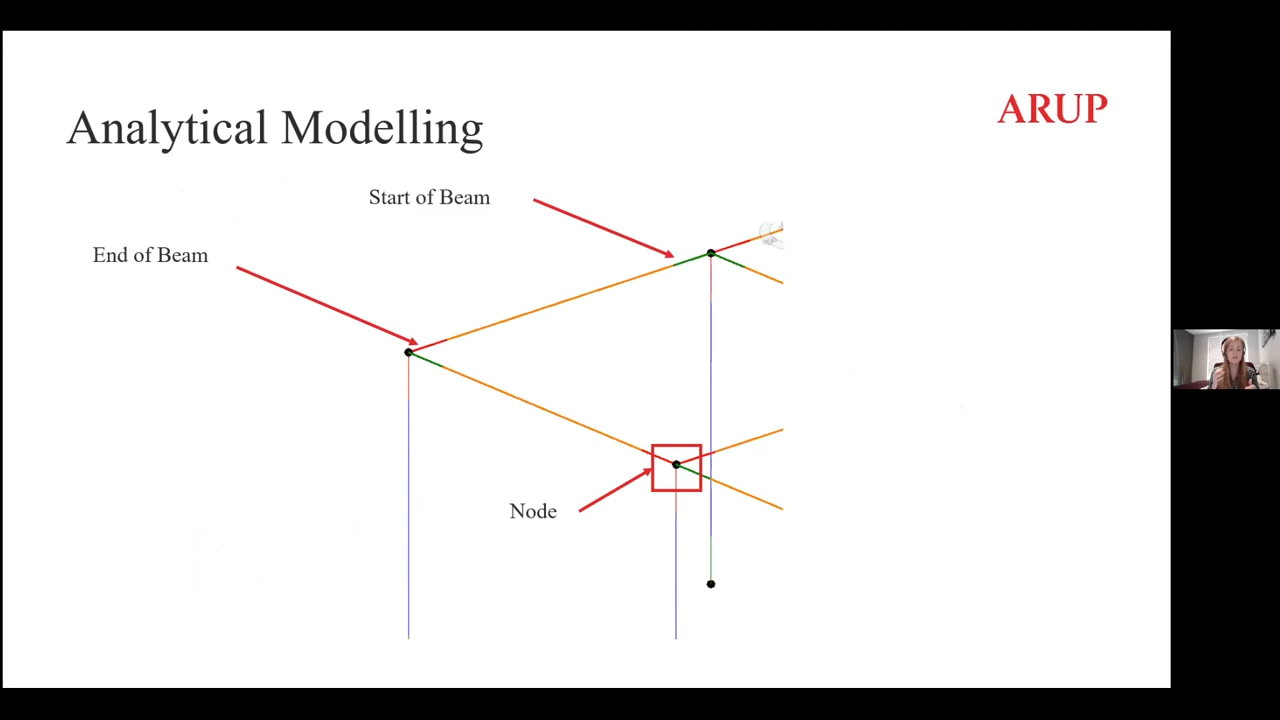 ARUP
Analytical Modelling
Start of Beam
End of Beam
Node